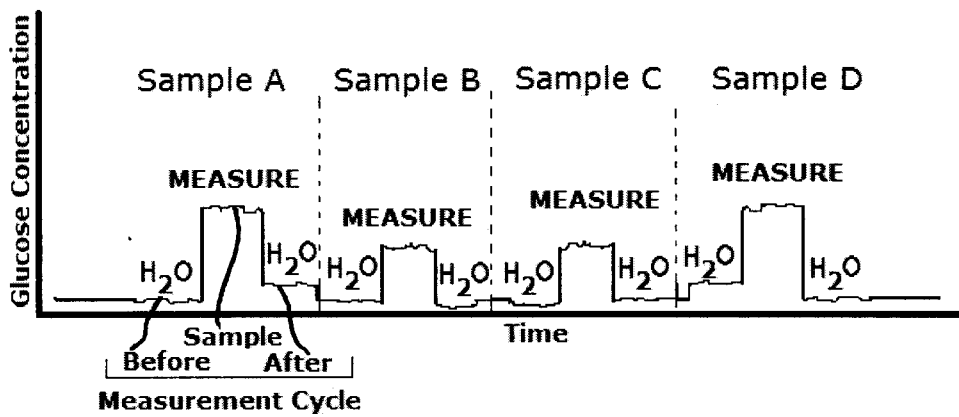 Glucose Concentration
Sample A
Sample B
Sample C
Sample D
MEASURE
MEASURE
MEASURE
MEASURE
H2O
H2O
H2O
H2O
H2O
H2O
H2O
H2O
Time
Sample
Before
After
Measurement Cycle